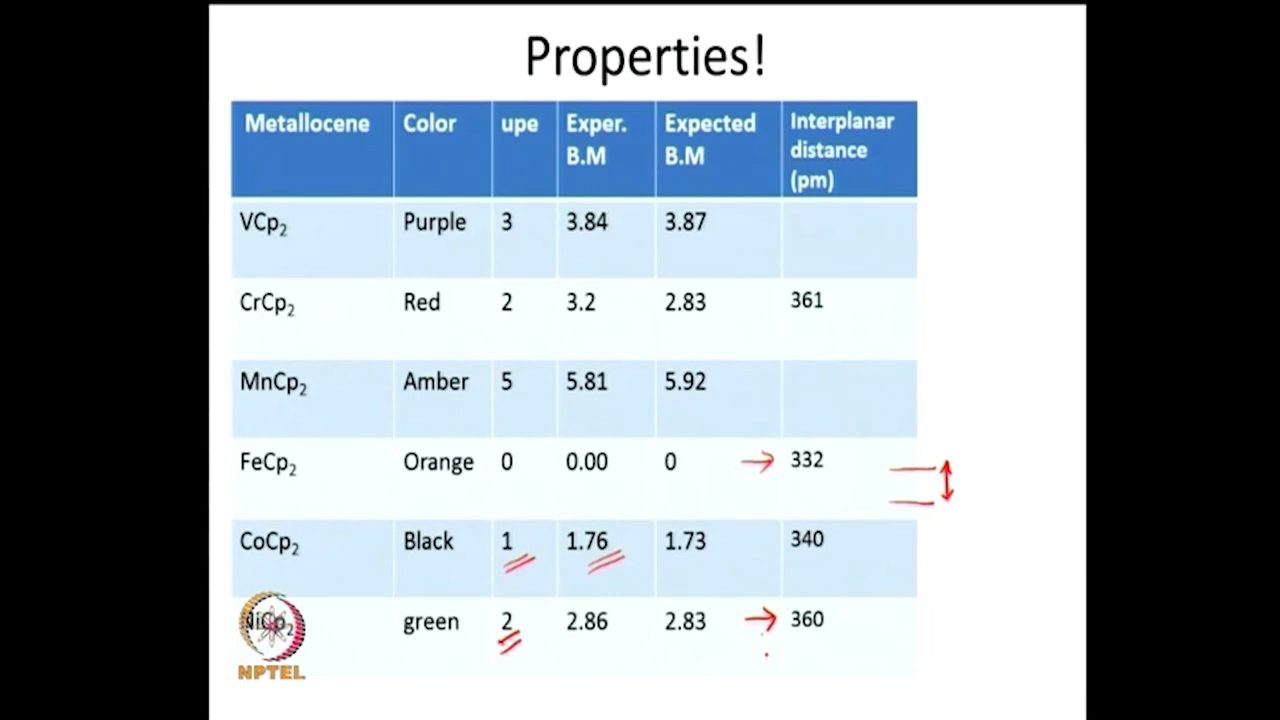 Properties!
Metallocene Color upe Exper. B.M Expected B.M Interplanar distance (pm)
VCp₂ Purple 3 3.84 3.87
CrCp₂ Red 2 3.2 2.83 361
MnCp₂ Amber 5 5.81 5.92
FeCp₂ Orange 0 0.00 0 332
CoCp₂ Black 1 1.76 1.73 340
NiCp₂ green 2 2.86 2.83 360
NPTEL